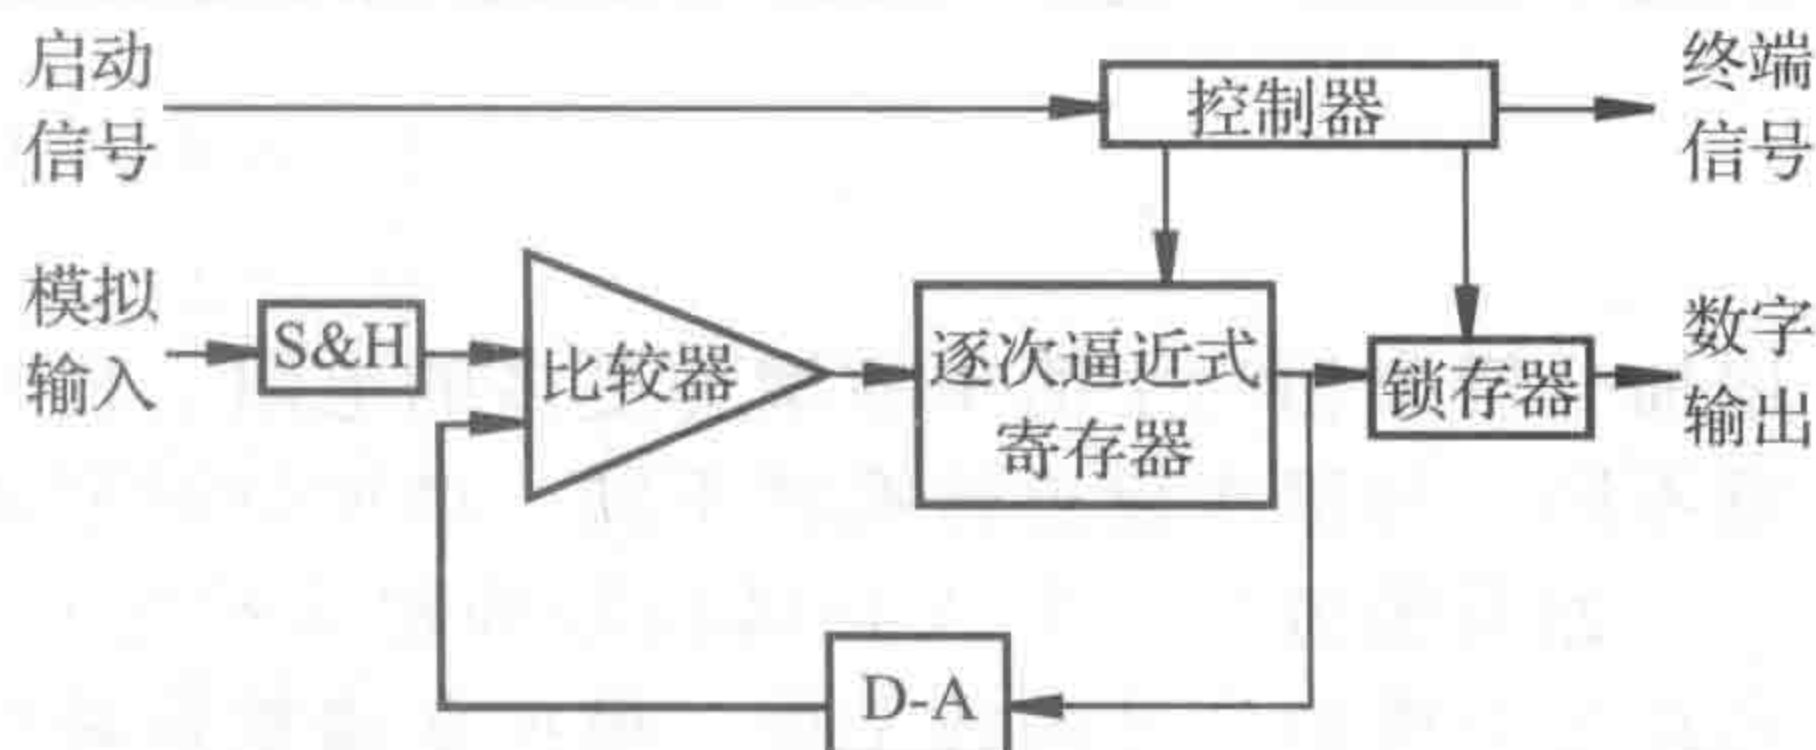 启动
信号
控制器
终端
信号
模拟
输入
S&H
比较器
逐次逼近式
寄存器
锁存器
数字
输出
D-A